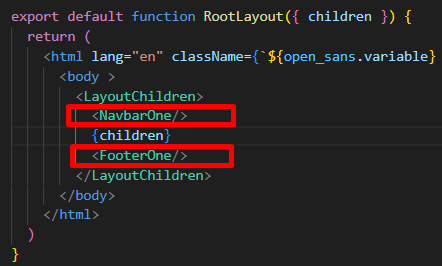 export default function RootLayout({ children }) {
return (
<html lang="en" className={`${open_sans.variable}
<body >
<LayoutChildren>
<NavbarOne/>
{children}
<FooterOne/>
</LayoutChildren>
</body>
</html>
)
}